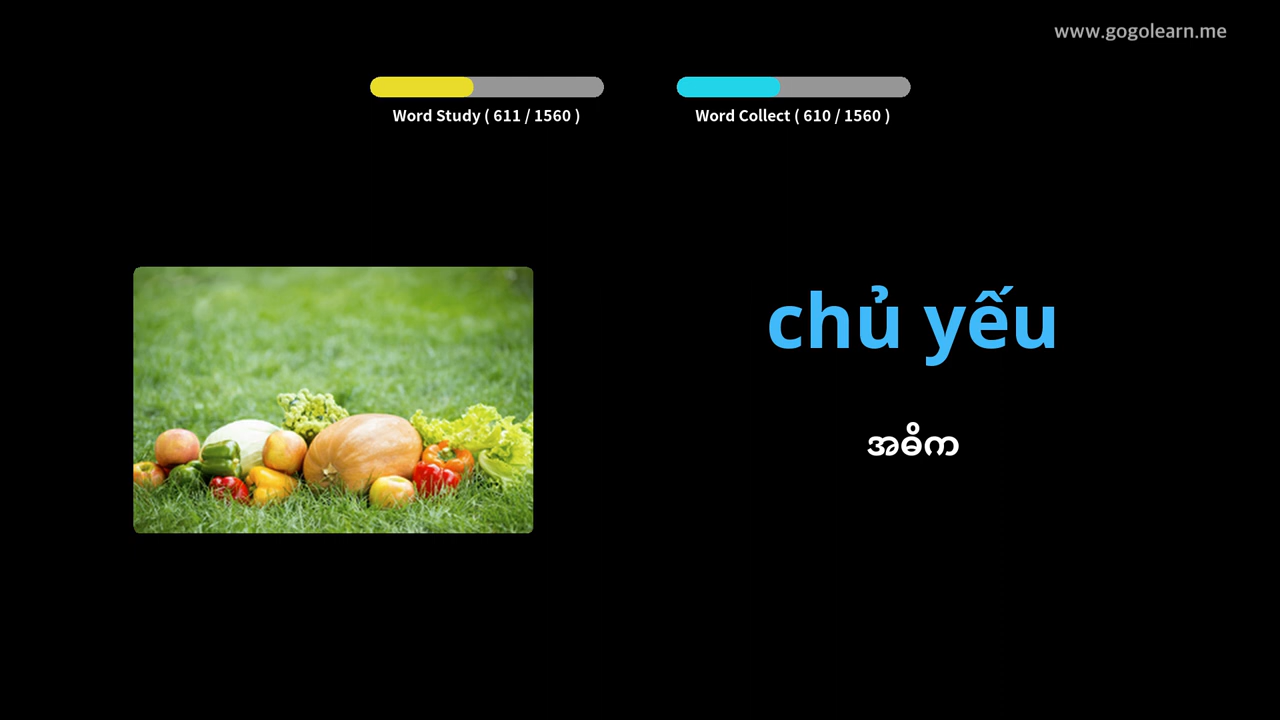 www.gogolearn.me
Word Study ( 611 / 1560 )
Word Collect ( 610 / 1560 )
chủ yếu
အဓိက